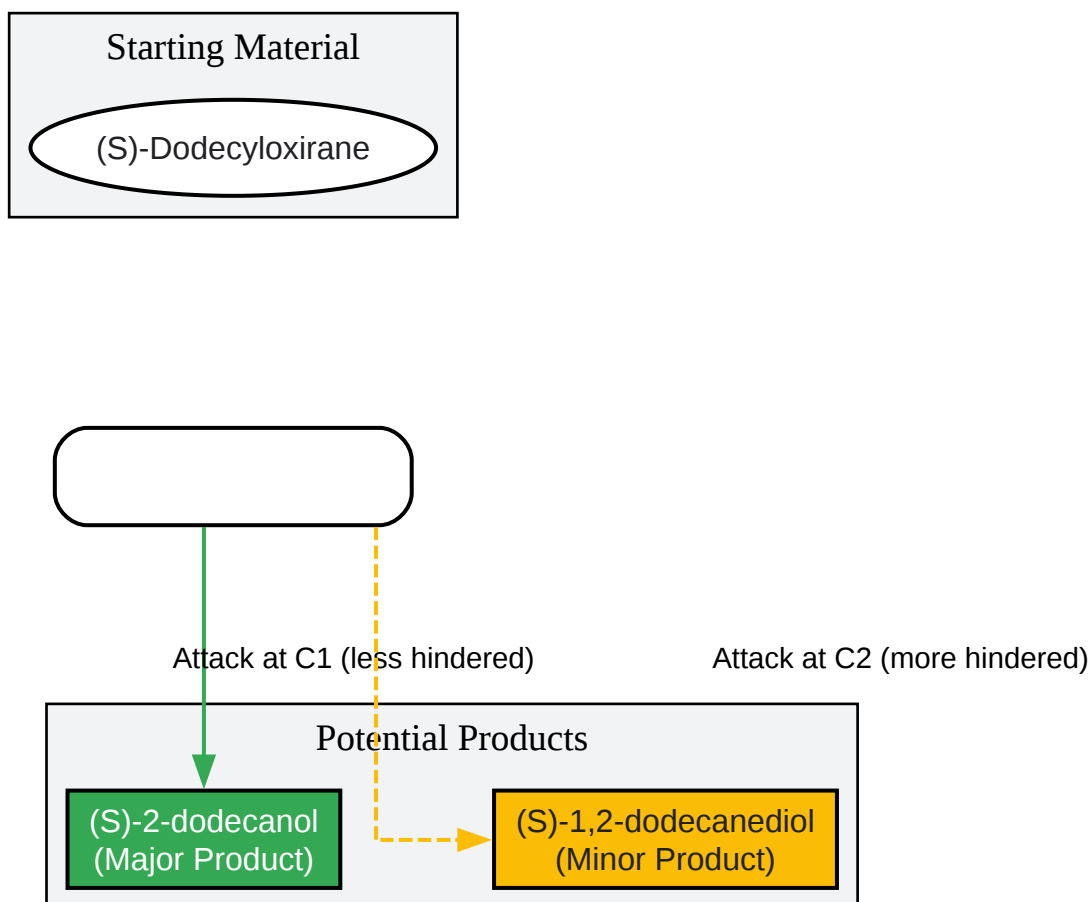 Starting Material
(S)-Dodecyloxirane
Attack at C1 (less hindered)
Attack at C2 (more hindered)
Potential Products
(S)-2-dodecanol
(Major Product)
(S)-1,2-dodecanediol
(Minor Product)